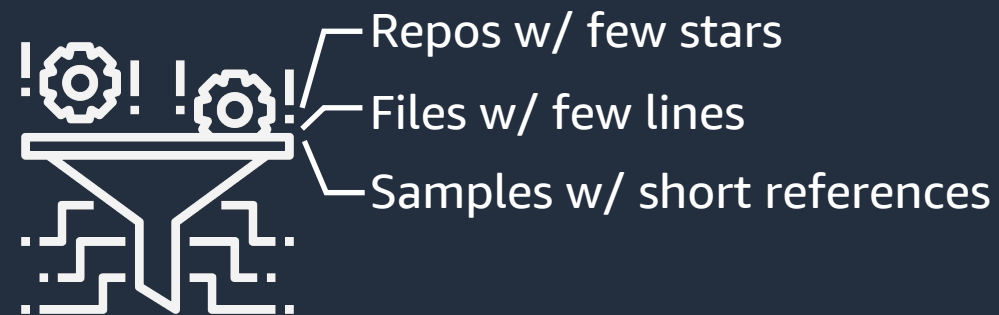 Repos w/ few stars
Files w/ few lines
Samples w/ short references